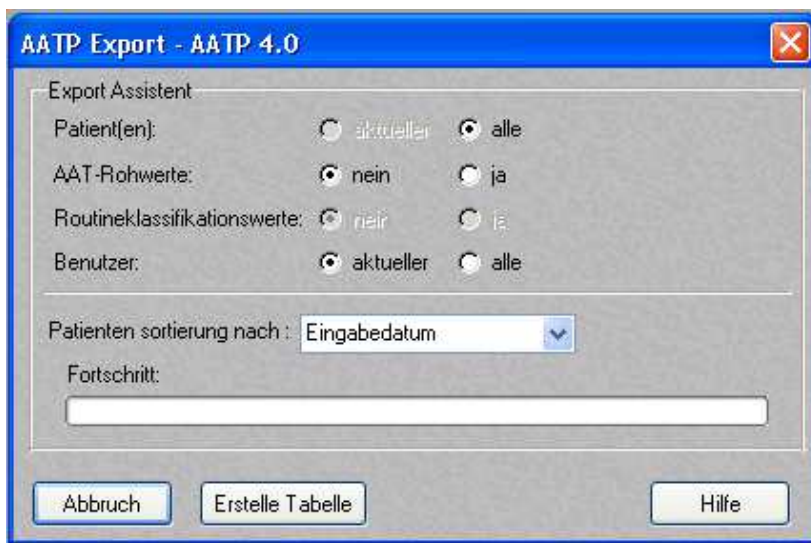 AATP Export - AATP 4.0
Export Assistent
Patient(en): aktueller alle
AAT-Rohwerte: nein ja
Routineklassifikationswerte: nein ja
Benutzer: aktueller alle
Patienten sortierung nach : Eingabedatum
Fortschritt:
Abbruch Erstelle Tabelle Hilfe